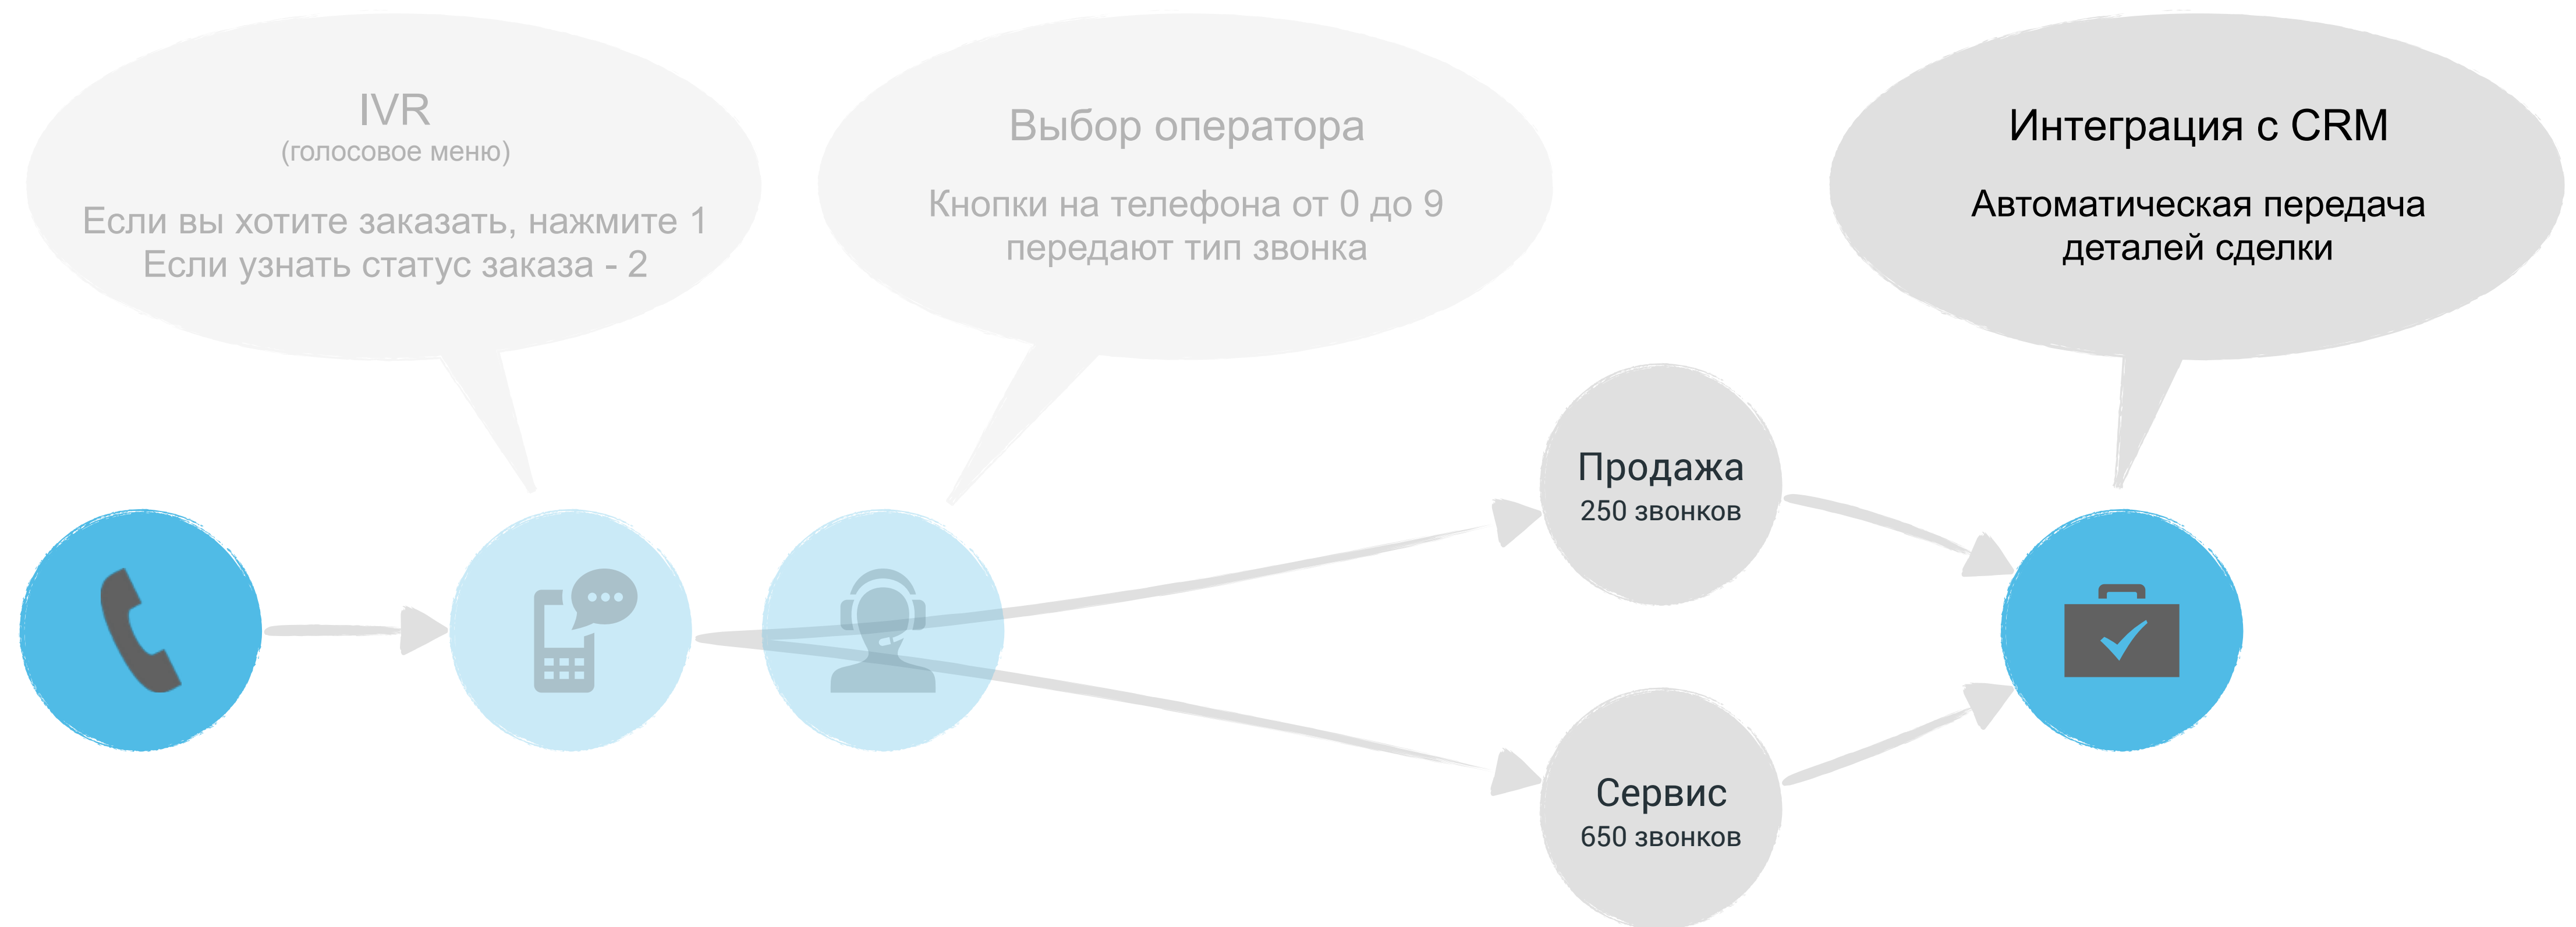 IVR
(голосовое меню)
Если вы хотите заказать, нажмите 1
Если узнать статус заказа - 2
Выбор оператора
Кнопки на телефона от 0 до 9
передают тип звонка
Интеграция с CRM
Автоматическая передача
деталей сделки
Продажа
250 звонков
Сервис
650 звонков